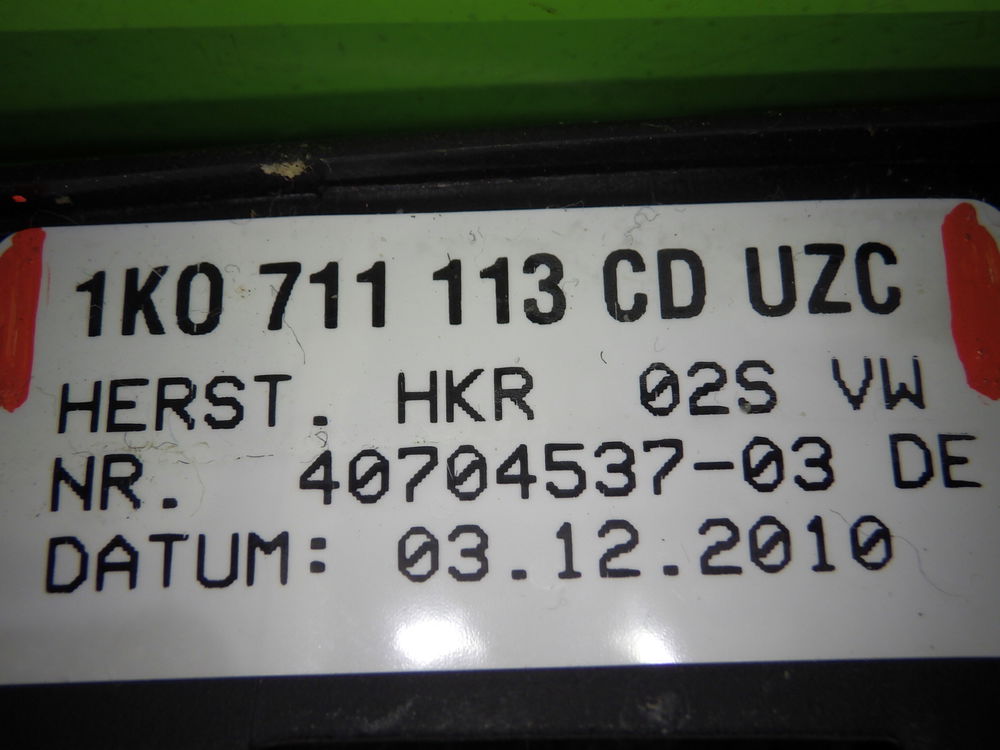 1K0 711 113 CD UZC
HERST. HKR 02S VW
NR. 40704537-03 DE
DATUM: 03.12.2010